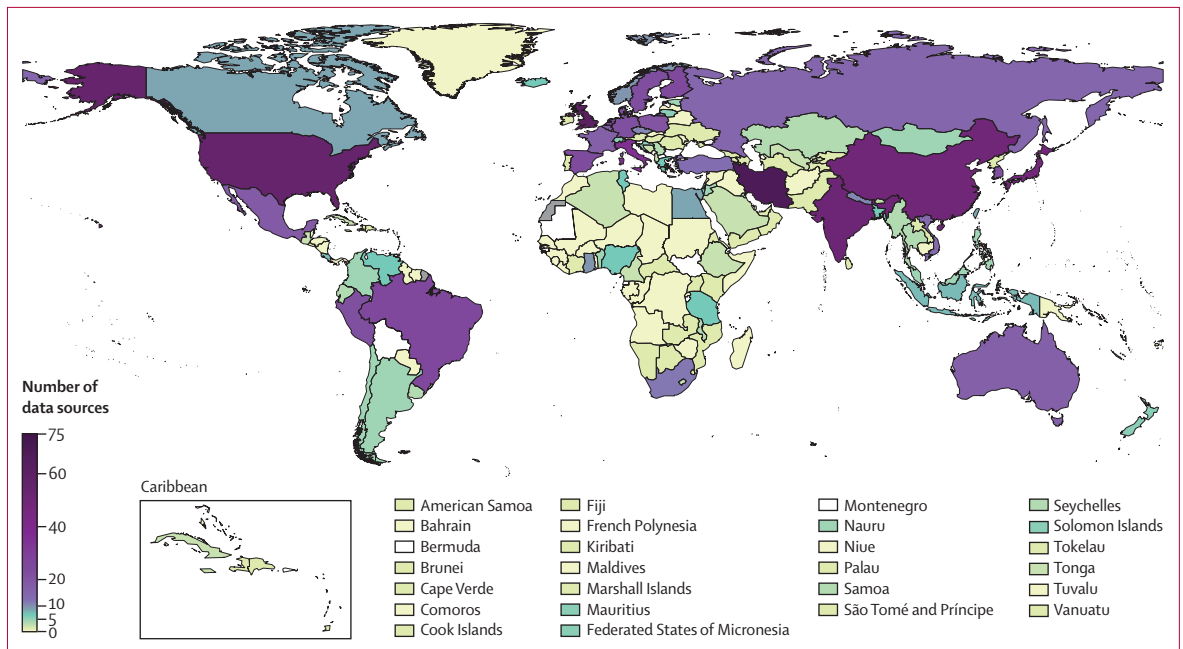 Number of
data sources
75
60
40
20
10
5
0
Caribbean
American Samoa
Bahrain
Bermuda
Brunei
Cape Verde
Comoros
Cook Islands
Fiji
French Polynesia
Kiribati
Maldives
Marshall Islands
Mauritius
Federated States of Micronesia
Montenegro
Nauru
Niue
Palau
Samoa
São Tomé and Príncipe
Seychelles
Solomon Islands
Tokelau
Tonga
Tuvalu
Vanuatu